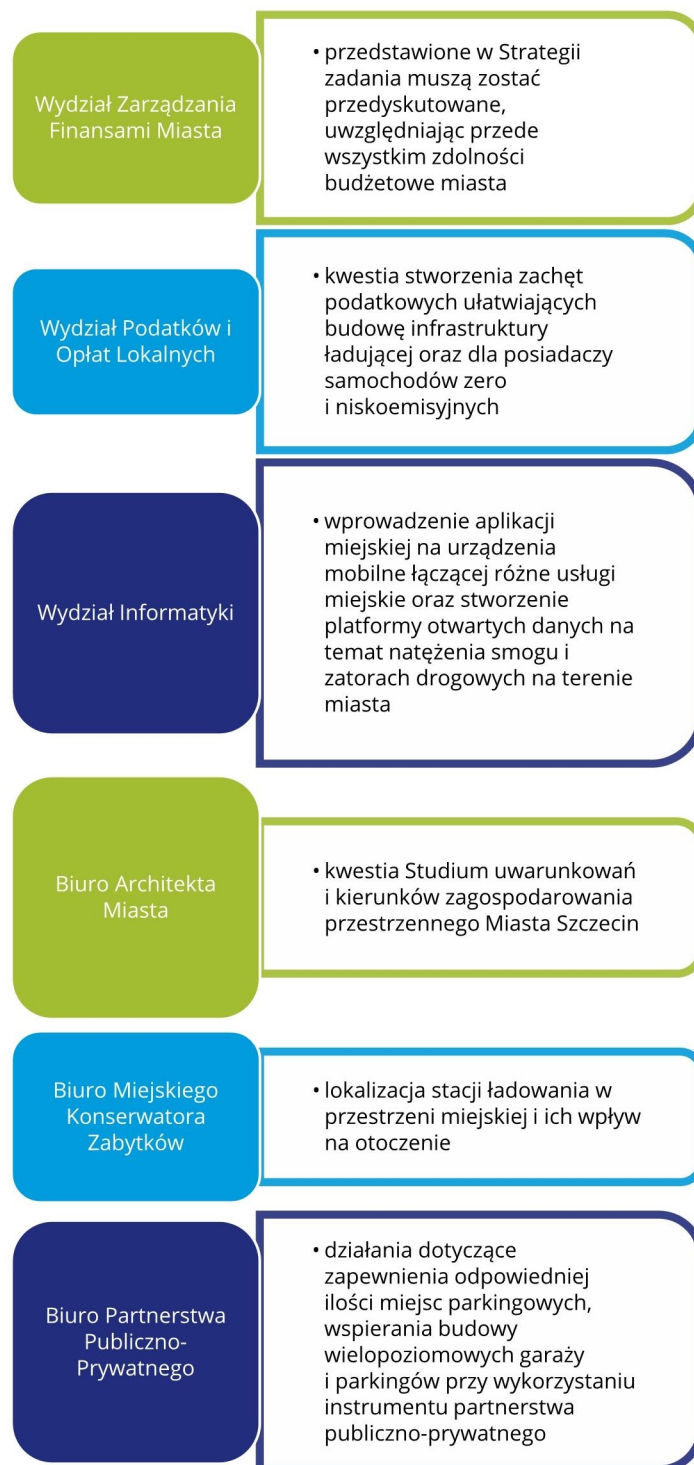 Wydział Zarządzania
Finansami Miasta
• przedstawione w Strategii
zadania muszą zostać
przedyskutowane,
uwzględniając przede
wszystkim zdolności
budżetowe miasta
Wydział Podatków i
Opłat Lokalnych
• kwestia stworzenia zachęt
podatkowych ułatwiających
budowę infrastruktury
ładującej oraz dla posiadaczy
samochodów zero
i niskoemisyjnych
Wydział Informatyki
• wprowadzenie aplikacji
miejskiej na urządzenia
mobilne łączącej różne usługi
miejskie oraz stworzenie
platformy otwartych danych na
temat natężenia smogu i
zatorach drogowych na terenie
miasta
Biuro Architekta
Miasta
• kwestia Studium uwarunkowań
i kierunków zagospodarowania
przestrzennego Miasta Szczecin
Biuro Miejskiego
Konserwatora
Zabytków
• lokalizacja stacji ładowania w
przestrzeni miejskiej i ich wpływ
na otoczenie
Biuro Partnerstwa
Publiczno-
Prywatnego
• działania dotyczące
zapewnienia odpowiedniej
ilości miejsc parkingowych,
wspierania budowy
wielopoziomowych garaży
i parkingów przy wykorzystaniu
instrumentu partnerstwa
publiczno-prywatnego